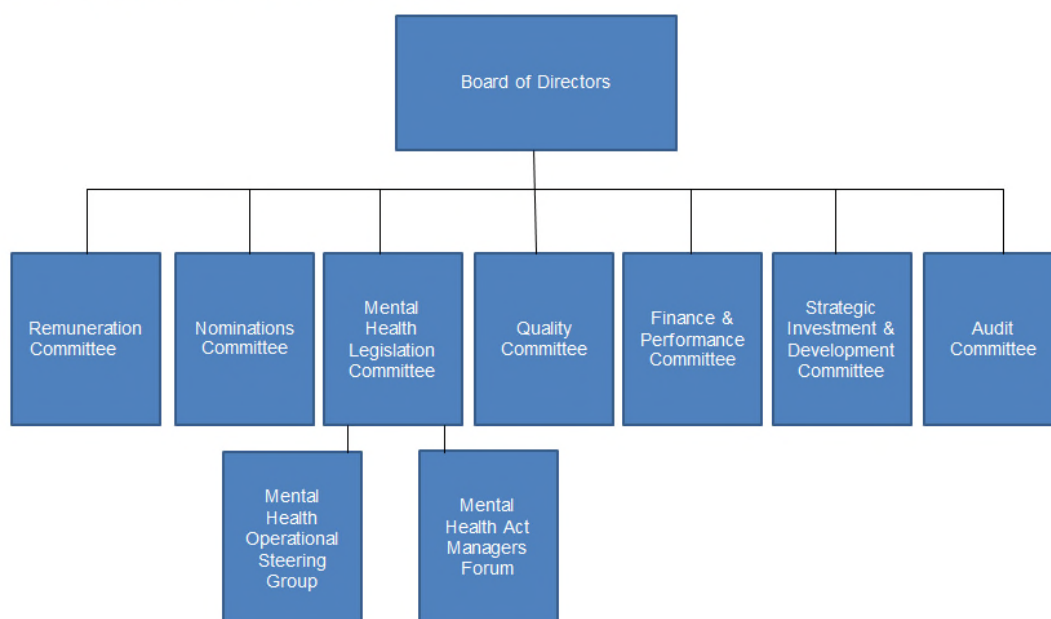 Board of Directors
Remuneration
Committee
Nominations
Committee
Mental
Health
Legislation
Committee
Quality
Committee
Finance &
Performance
Committee
Strategic
Investment &
Development
Committee
Audit
Committee
Mental
Health
Operational
Steering
Group
Mental
Health Act
Managers
Forum